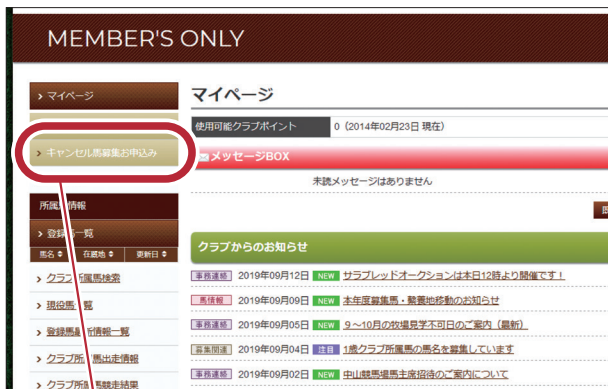 MEMBER'S ONLY
マイページ
キャンセル馬募集お申込み
所属
情報
登録
一覧
馬名
在厩地
更新日
クラブ
所属馬検索
現役馬
一覧
登録馬最
新情報一覧
クラブ所
馬出走情報
クラブ所属
馬競走結果
マイページ
使用可能クラブポイント 0（2014年02月23日 現在）
メッセージBOX
未読メッセージはありません
クラブからのお知らせ
事務連絡 2019年09月12日 NEW サラブレッドオークションは本日12時より開催です！
馬情報 2019年09月09日 NEW 本年度募集馬・繋養地移動のお知らせ
事務連絡 2019年09月05日 NEW 9～10月の牧場見学不可日のご案内（最新）
募集関連 2019年09月04日 注目 1歳クラブ所属馬の馬名を募集しています
事務連絡 2019年09月02日 NEW 中山競馬場馬主席招待のご案内について